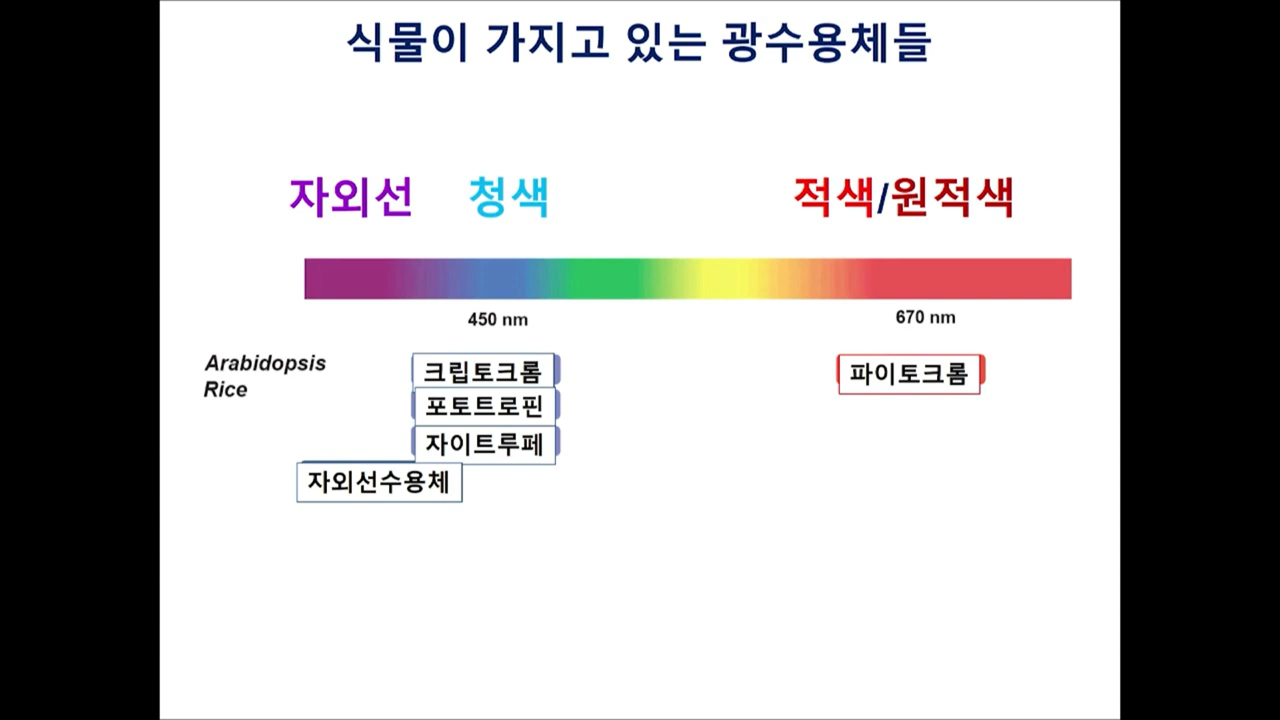 식물이 가지고 있는 광수용체들
자외선 청색 적색/원적색
450 nm 670 nm
Arabidopsis
Rice
크립토크롬 파이토크롬
포토트로핀
자이트루페
자외선수용체